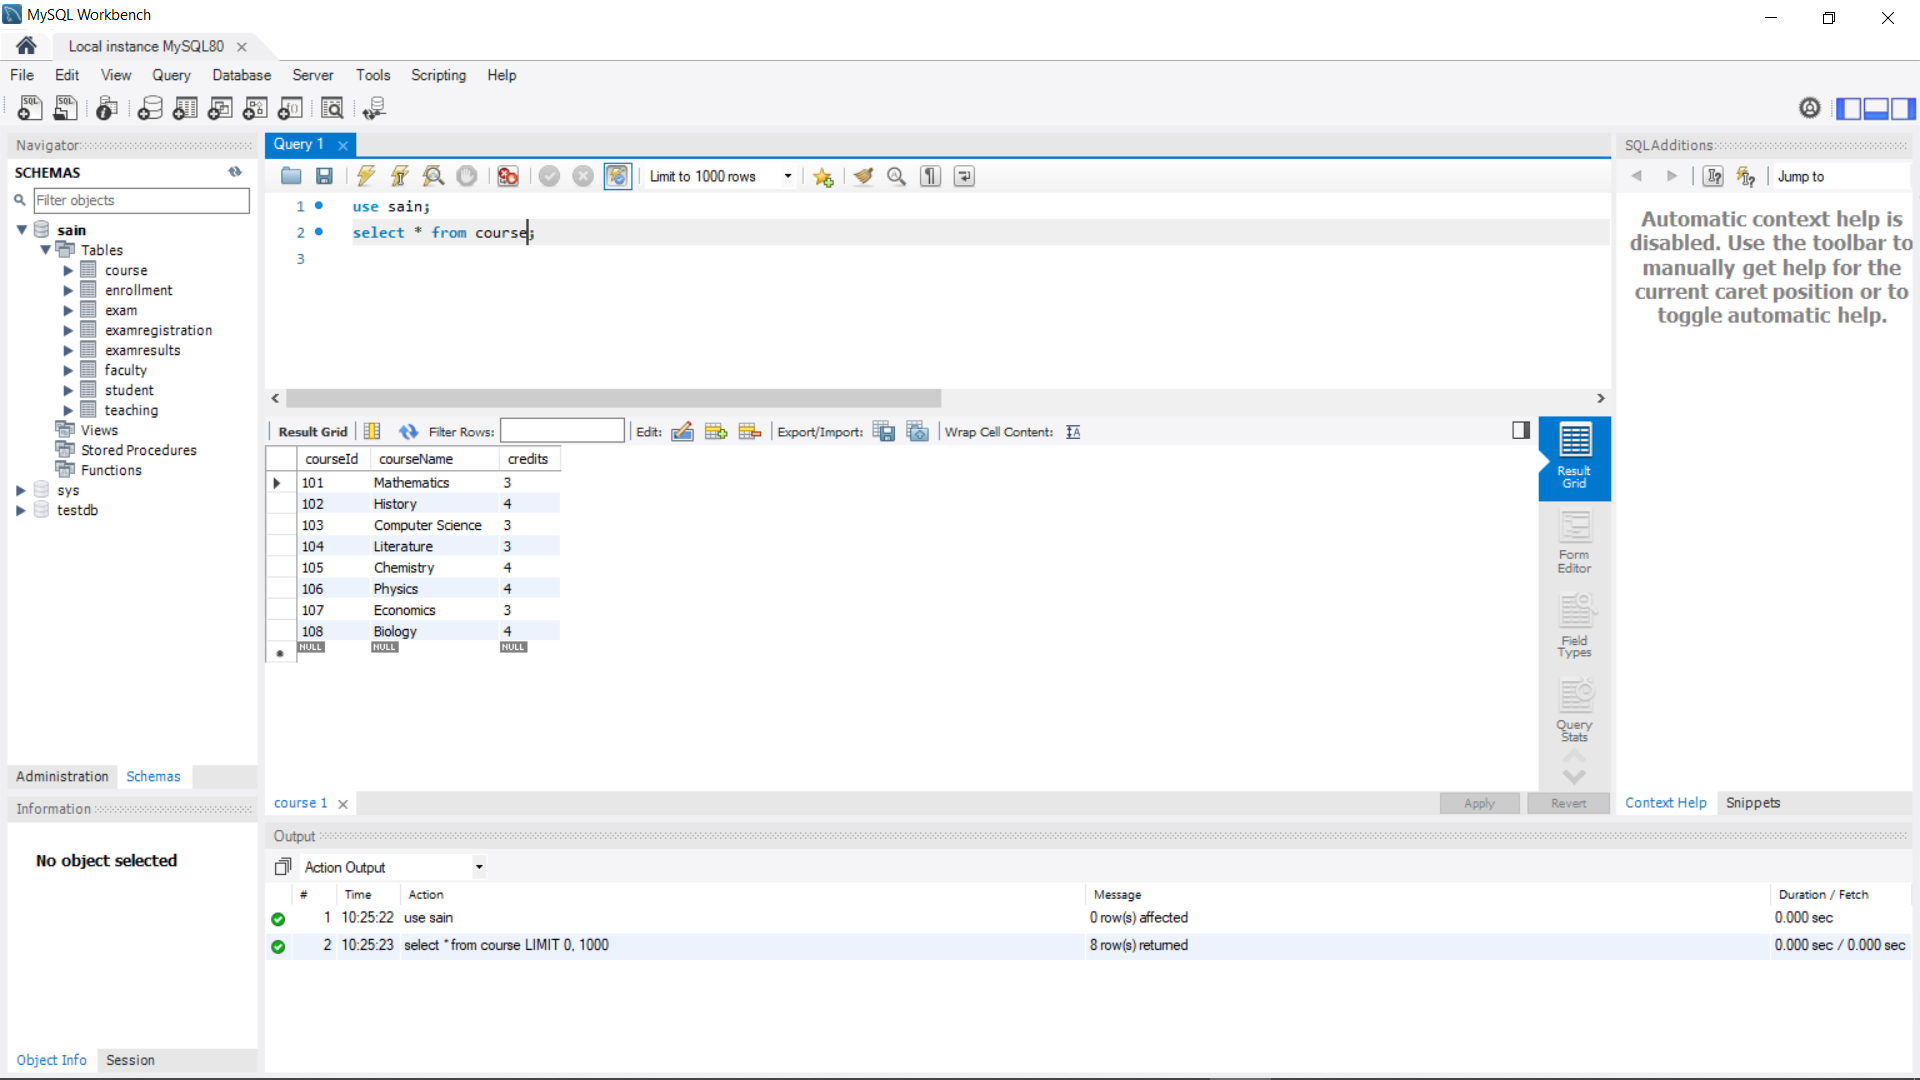 MySQL Workbench
Local instance MySQL80
File Edit View Query Database Server Tools Scripting Help
Navigator
SCHEMAS
Filter objects
sain
Tables
course
enrollment
exam
examregistration
examresults
faculty
student
teaching
Views
Stored Procedures
Functions
sys
testdb
Administration Schemas
Information
No object selected
Object Info Session
Query 1
Limit to 1000 rows
1 use sain;
2 select * from course;
3
Result Grid Filter Rows: Edit: Export/Import: Wrap Cell Content:
courseId courseName credits
101 Mathematics 3
102 History 4
103 Computer Science 3
104 Literature 3
105 Chemistry 4
106 Physics 4
107 Economics 3
108 Biology 4
NULL NULL NULL
Result
Grid
Form
Editor
Field
Types
Query
Stats
course 1
Apply Revert
SQLAdditions
Jump to
Automatic context help is
disabled. Use the toolbar to
manually get help for the
current caret position or to
toggle automatic help.
Context Help Snippets
Output
Action Output
# Time Action Message Duration / Fetch
1 10:25:22 use sain 0 row(s) affected 0.000 sec
2 10:25:23 select * from course LIMIT 0, 1000 8 row(s) returned 0.000 sec / 0.000 sec